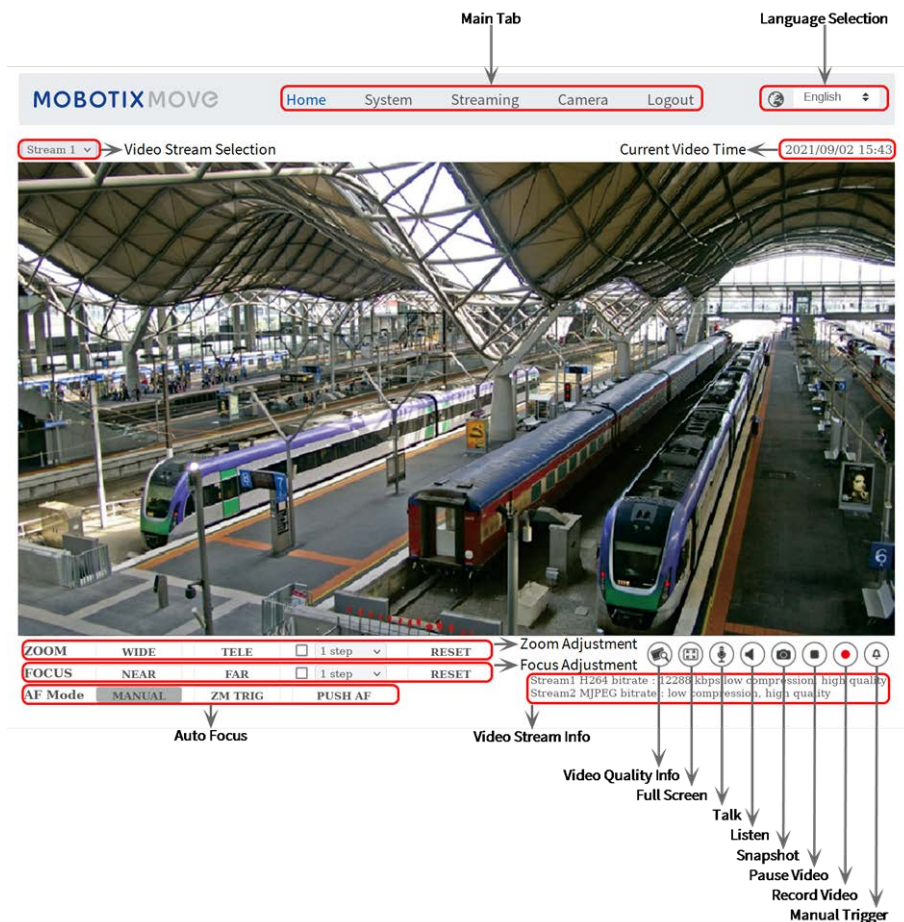 Main Tab
Language Selection
MOBOTIX MOVE
Home System Streaming Camera Logout
English
Stream 1
Video Stream Selection
Current Video Time
2021/09/02 15:43
8
7
6
ZOOM WIDE TELE 1 step RESET
Zoom Adjustment
FOCUS NEAR FAR 1 step RESET
Focus Adjustment
AF Mode MANUAL ZM TRIG PUSH AF
Stream1 H264 bitrate : 12288 kbps low compression, high quality
Stream2 MJPEG bitrate : low compression, high quality
Auto Focus
Video Stream Info
Video Quality Info
Full Screen
Talk
Listen
Snapshot
Pause Video
Record Video
Manual Trigger